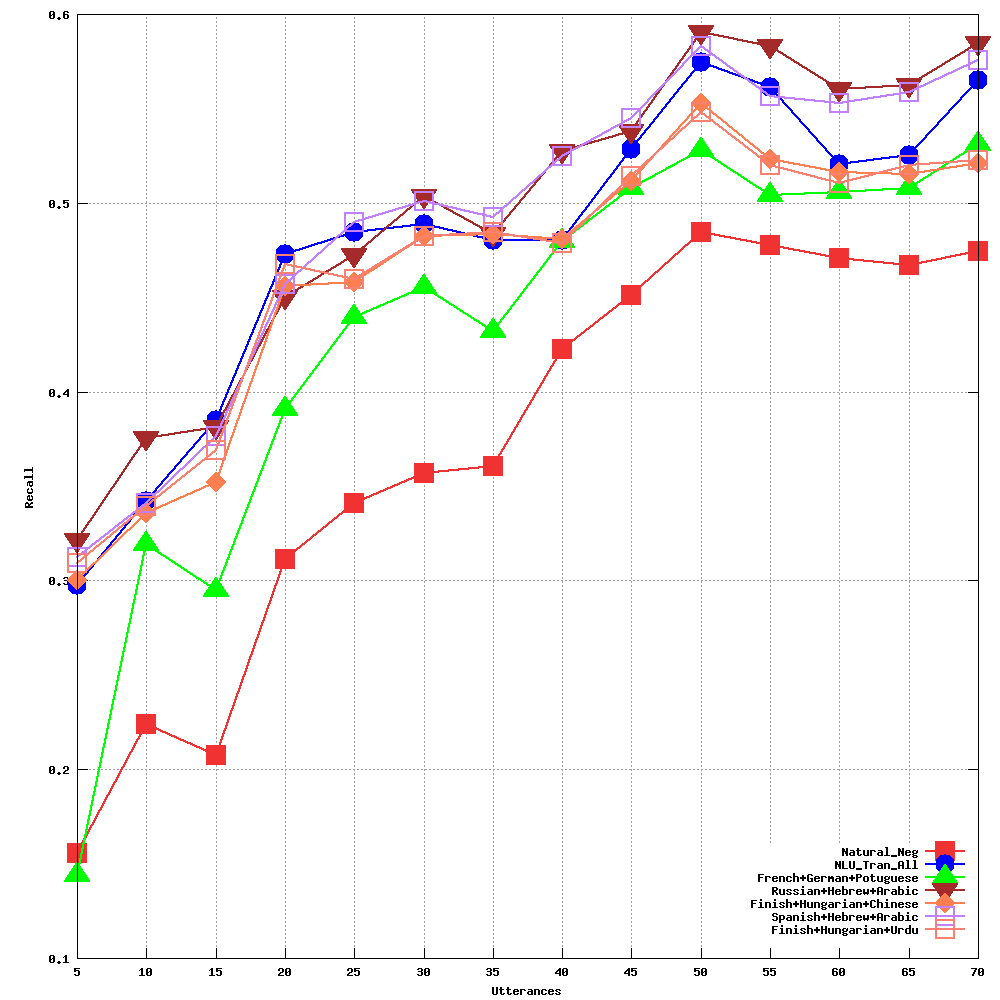 0.6
0.5
0.4
0.3
0.2
0.1
Recall
5 10 15 20 25 30 35 40 45 50 55 60 65 70
Utterances
Natural_Neg
NLU_Tran_All
French+German+Potuguese
Russian+Hebrew+Arabic
Finish+Hungarian+Chinese
Spanish+Hebrew+Arabic
Finish+Hungarian+Urdu